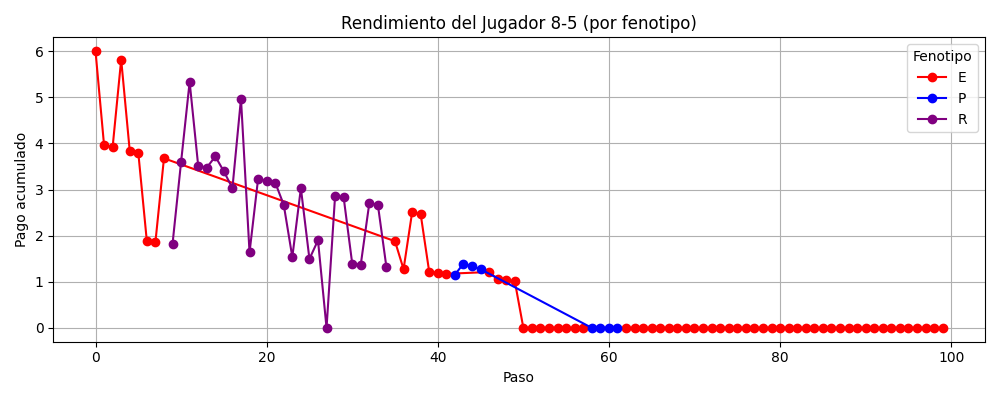 Rendimiento del Jugador 8-5 (por fenotipo)
Pago acumulado
6
5
4
3
2
1
0
Fenotipo
E
P
R
0 20 40 60 80 100
Paso